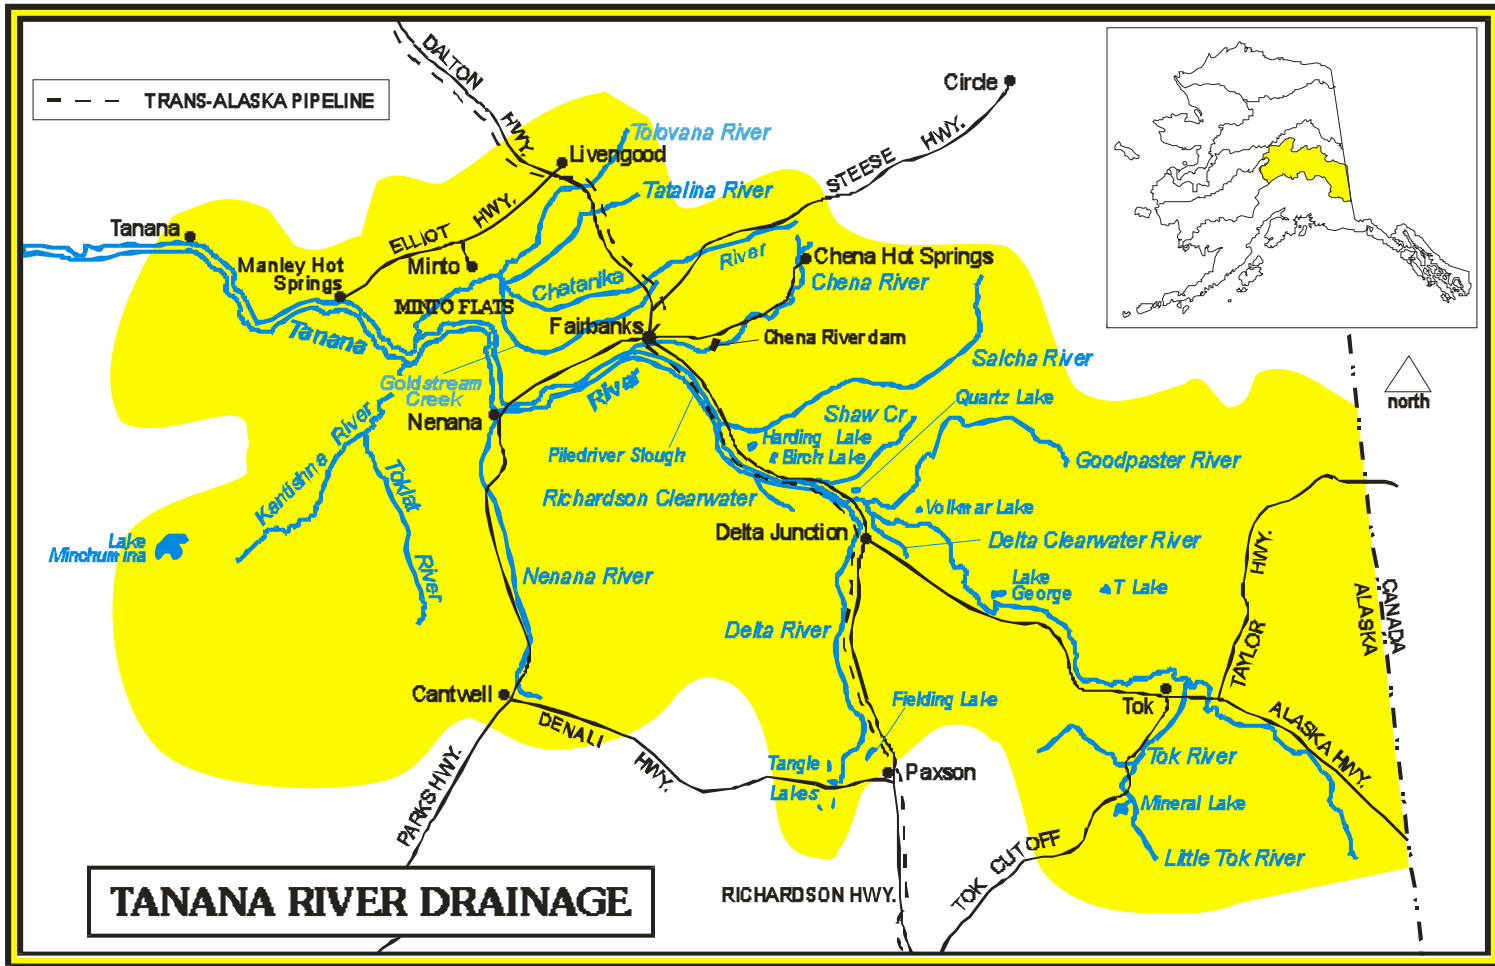 DALTON
HWY.
TRANS-ALASKA PIPELINE
Circle
STEESE HWY.
Tolovana River
Livengood
Tatalina River
Tanana
ELLIOT HWY.
Minto
Manley Hot
Springs
MINTO FLATS
Chatanika River
Chena Hot Springs
Chena River
Fairbanks
Chena River dam
Tanana River
Goldstream
Creek
Nenana
Salcha River
Quartz Lake
Shaw Cr
Harding Lake
Birch Lake
Piledriver Slough
Richardson Clearwater
Goodpaster River
Volkmar Lake
Delta Junction
Delta Clearwater River
north
Kantishna River
Toklat River
Lake
Minchumina
Nenana River
Lake
George
T Lake
TAYLOR HWY.
CANADA
ALASKA
Delta River
Cantwell
DENALI HWY.
PARKS HWY.
Fielding Lake
Tangle
Lakes
Paxson
Tok
ALASKA HWY.
Tok River
Mineral Lake
Little Tok River
TOK CUTOFF
RICHARDSON HWY.
TANANA RIVER DRAINAGE